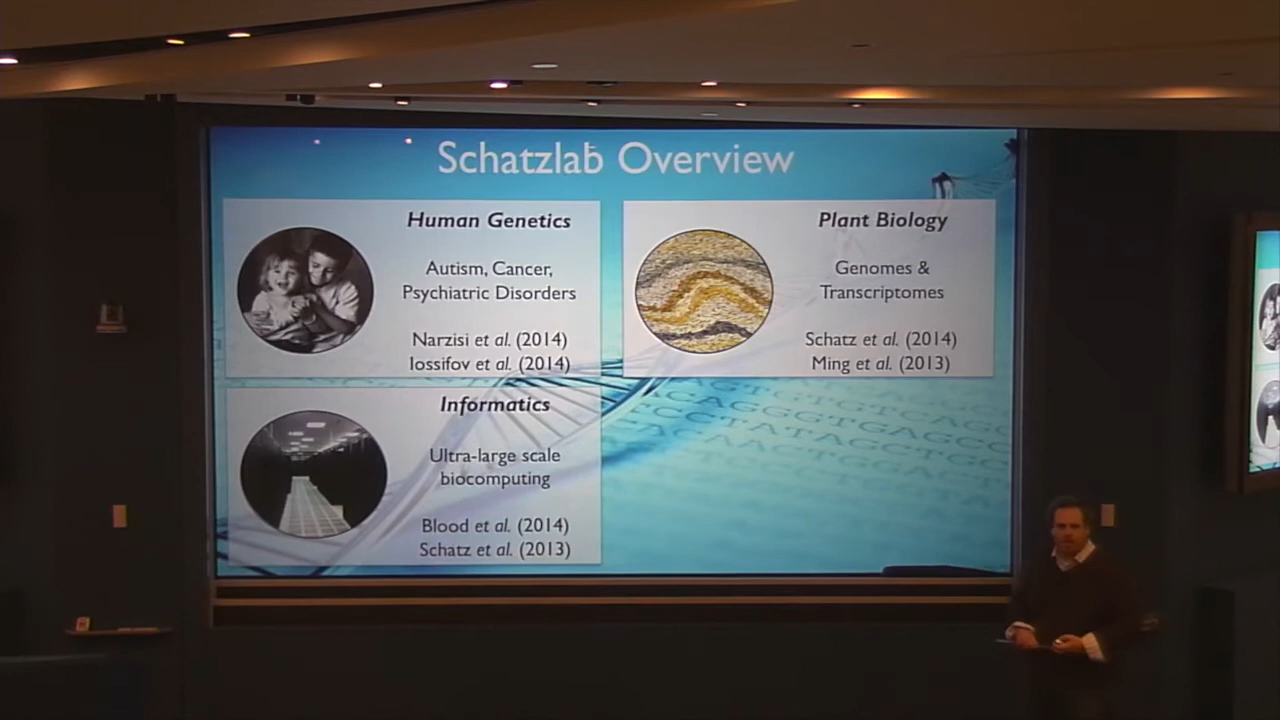 Schatzlab Overview
Human Genetics
Autism, Cancer,
Psychiatric Disorders
Narzisi et al. (2014)
Iossifov et al. (2014)
Plant Biology
Genomes &
Transcriptomes
Schatz et al. (2014)
Ming et al. (2013)
Informatics
Ultra-large scale
biocomputing
Blood et al. (2014)
Schatz et al. (2013)